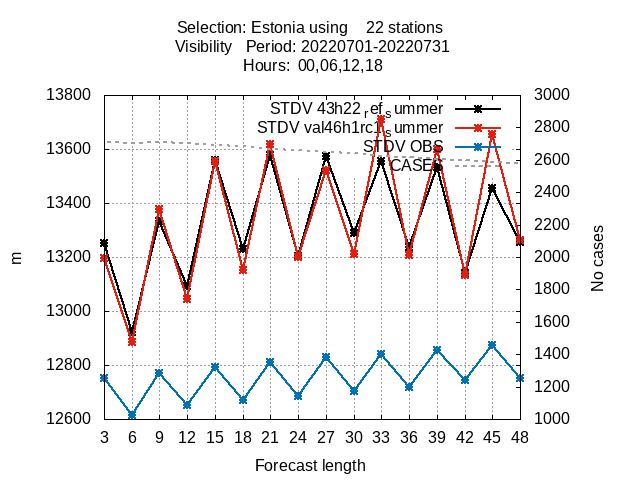 Selection: Estonia using 22 stations
Visibility Period: 20220701-20220731
Hours: 00,06,12,18
STDV 43h22ref summer
STDV val46h1rc1summer
STDV OBS
CASES
13800
13600
13400
13200
13000
12800
12600
m
3000
2800
2600
2400
2200
2000
1800
1600
1400
1200
1000
No cases
3 6 9 12 15 18 21 24 27 30 33 36 39 42 45 48
Forecast length